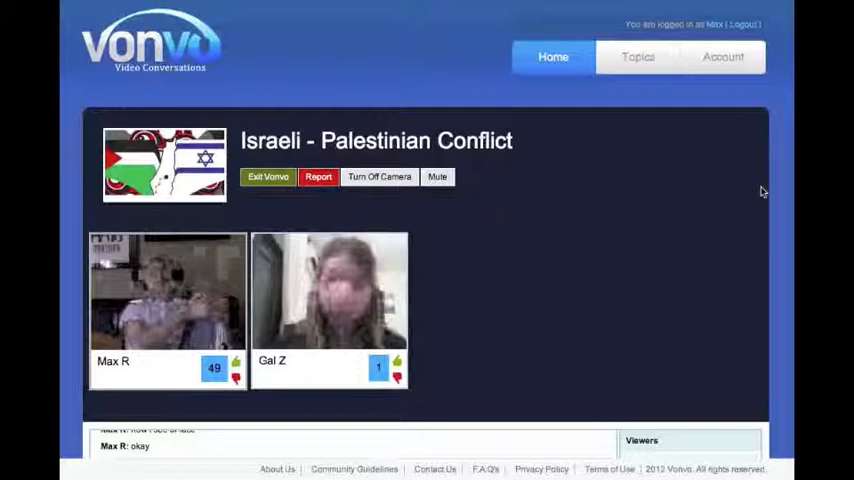 You are logged in as Max ( Logout )
vonvo
Video Conversations
Home
Topics
Account
Israeli - Palestinian Conflict
Exit Vonvo
Report
Turn Off Camera
Mute
Max R
49
Gal Z
1
Max R:
Max R: okay
Viewers
About Us | Community Guidelines | Contact Us | F.A.Q's | Privacy Policy | Terms of Use | 2012 Vonvo. All rights reserved.